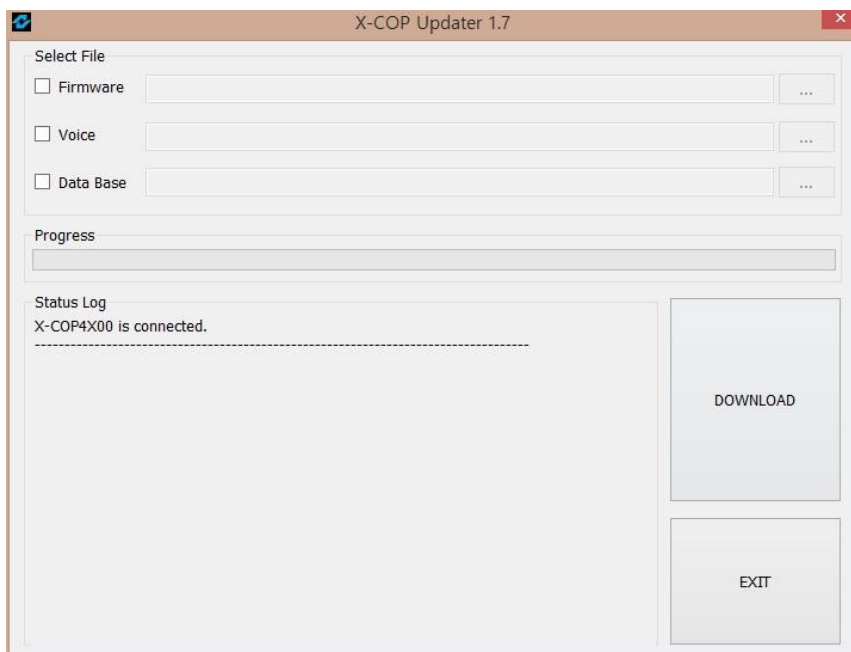 X-COP Updater 1.7
Select File
Firmware
...
Voice
...
Data Base
...
Progress
Status Log
X-COP4X00 is connected.
-----------------------------------------------------------------------------------
DOWNLOAD
EXIT